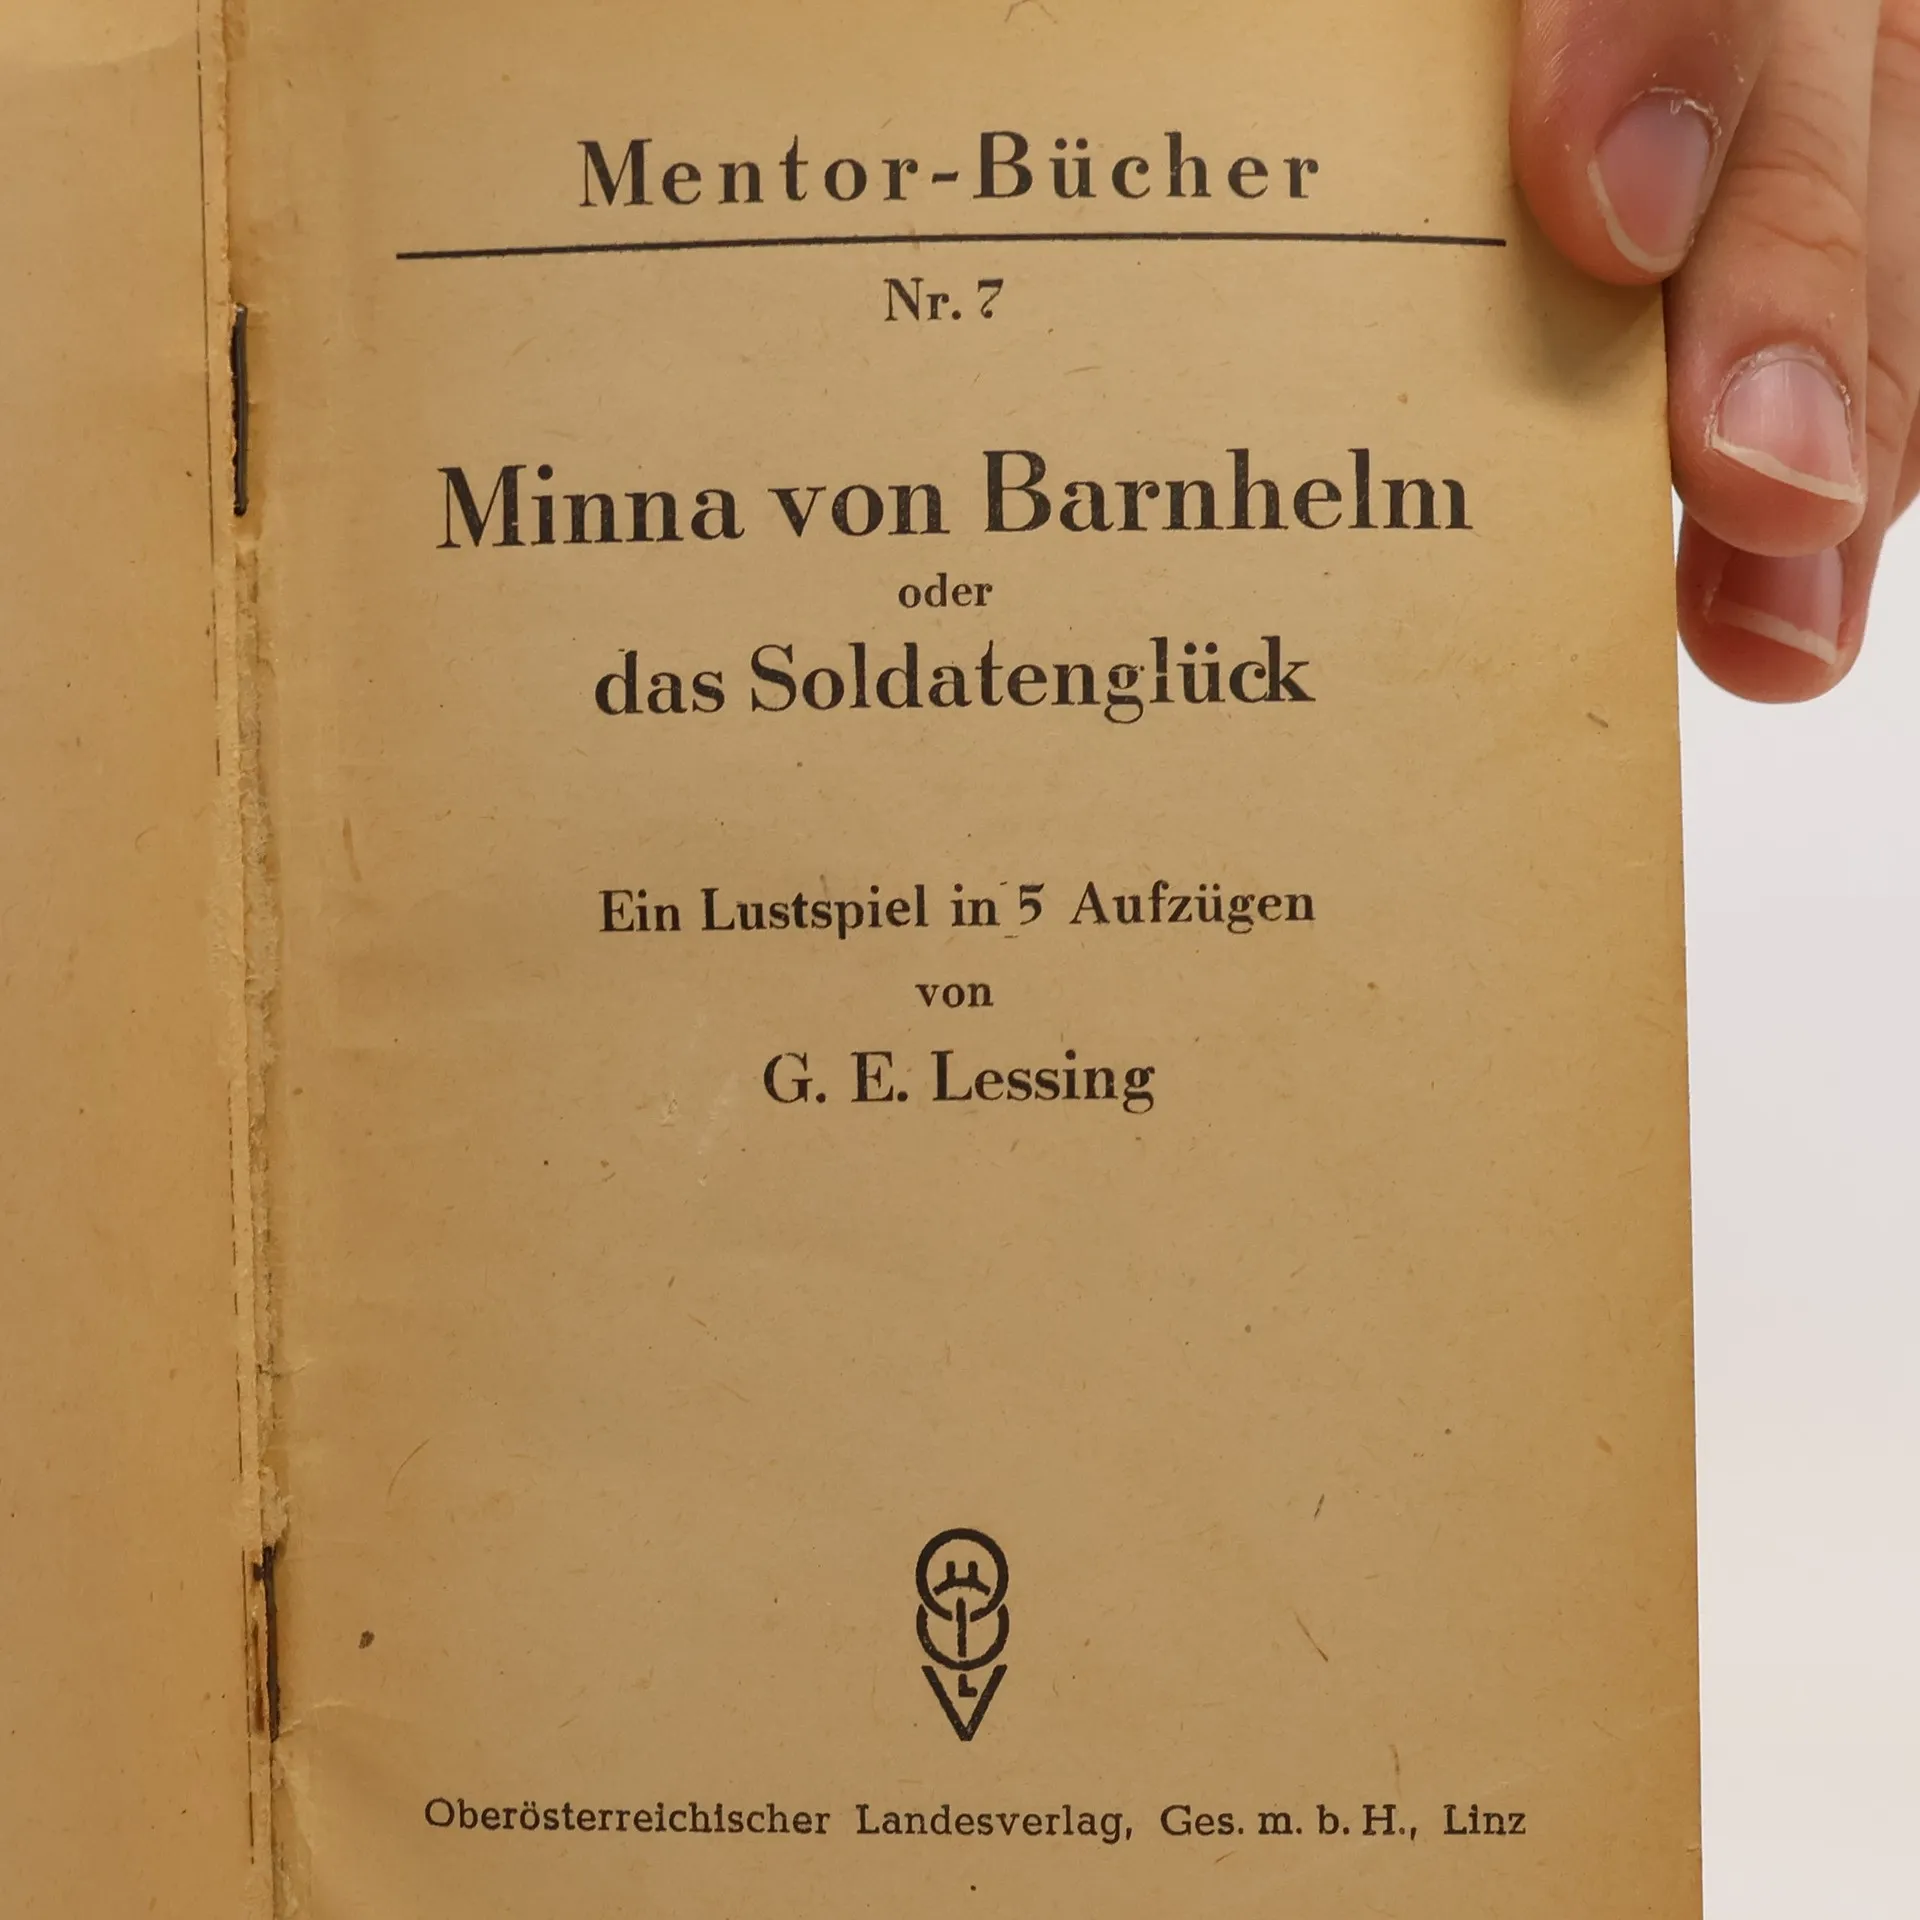 Mentor-Bücher
Nr. 7
Minna von Barnhelm
oder
das Soldatenglück
Ein Lustspiel in 5 Aufzügen
von
G. E. Lessing
Oberösterreichischer Landesverlag, Ges. m. b. H., Linz